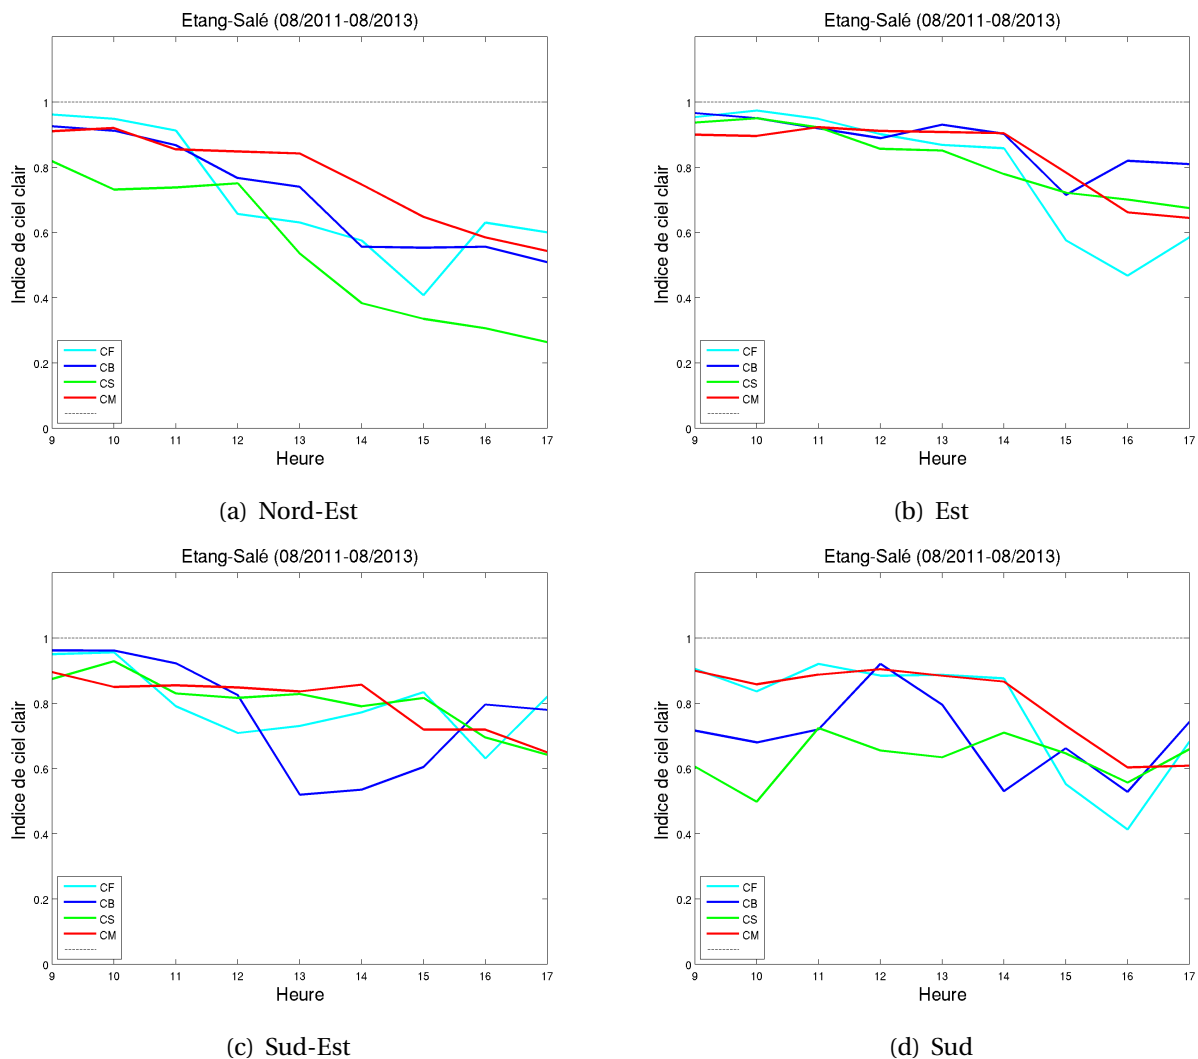 Etang-Salé (08/2011-08/2013)
Indice de ciel clair
1
0.8
0.6
0.4
0.2
0
CF
CB
CS
CM
9 10 11 12 13 14 15 16 17
Heure
(a) Nord-Est
Etang-Salé (08/2011-08/2013)
Indice de ciel clair
1
0.8
0.6
0.4
0.2
0
CF
CB
CS
CM
9 10 11 12 13 14 15 16 17
Heure
(b) Est
Etang-Salé (08/2011-08/2013)
Indice de ciel clair
1
0.8
0.6
0.4
0.2
0
CF
CB
CS
CM
9 10 11 12 13 14 15 16 17
Heure
(c) Sud-Est
Etang-Salé (08/2011-08/2013)
Indice de ciel clair
1
0.8
0.6
0.4
0.2
0
CF
CB
CS
CM
9 10 11 12 13 14 15 16 17
Heure
(d) Sud